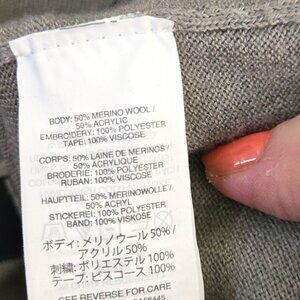 BODY: 50% MERINO WOOL /
50% ACRYLIC
EMBROIDERY: 100% POLYESTER
TAPE: 100% VISCOSE
CORPS: 50% LAINE DE MERINOS /
50% ACRYLIQUE
BRODERIE: 100% POLYESTER
RUBAN: 100% VISCOSE
HAUPTTEIL: 50% MERINOWOLLE /
50% ACRYL
STICKEREI: 100% POLYESTER
BAND: 100% VISKOSE
ボディ: メリノウール 50% /
アクリル 50%
刺繍: ポリエステル 100%
テープ: ビスコース 100%
SEE REVERSE FOR CARE